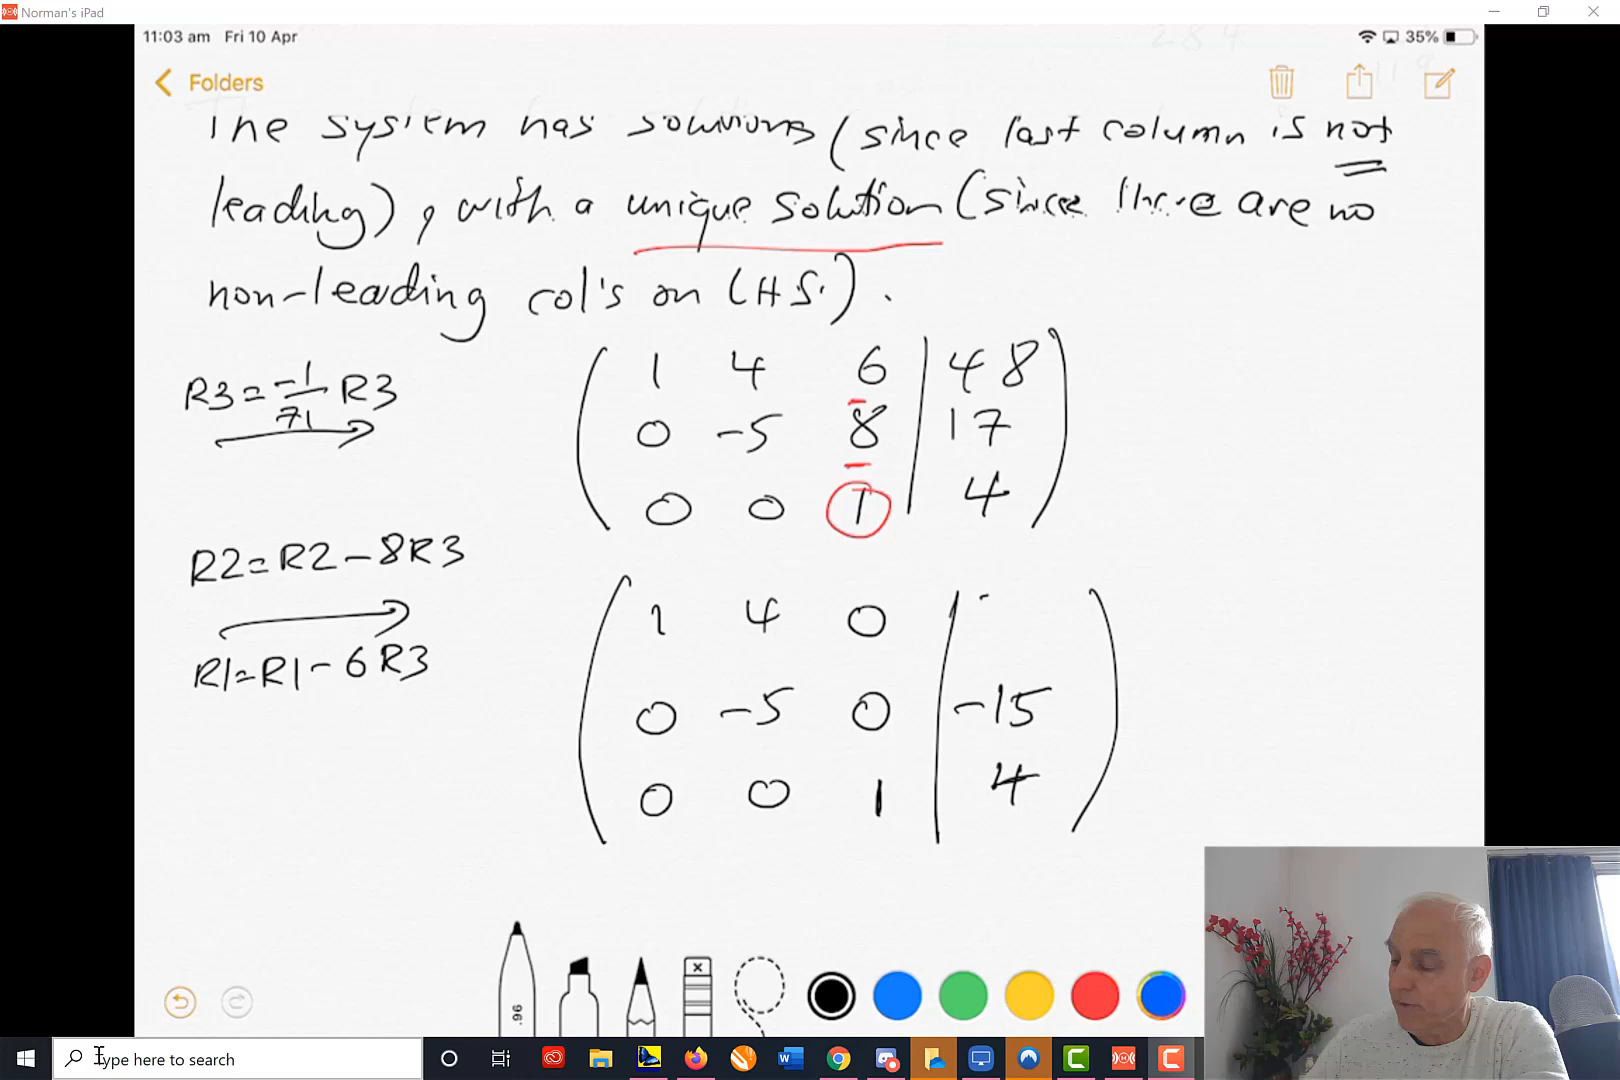 Norman's iPad
11:03 am Fri 10 Apr
35%
Folders
The system has solutions (since last column is not
leading), with a unique solution (since there are no
non-leading col's on LHS.).
R3 = -1/71 R3
1 4 6 | 48
0 -5 8 | 17
0 0 1 | 4
R2 = R2 - 8R3
R1 = R1 - 6R3
1 4 0 |
0 -5 0 | -15
0 0 1 | 4
96.
Type here to search